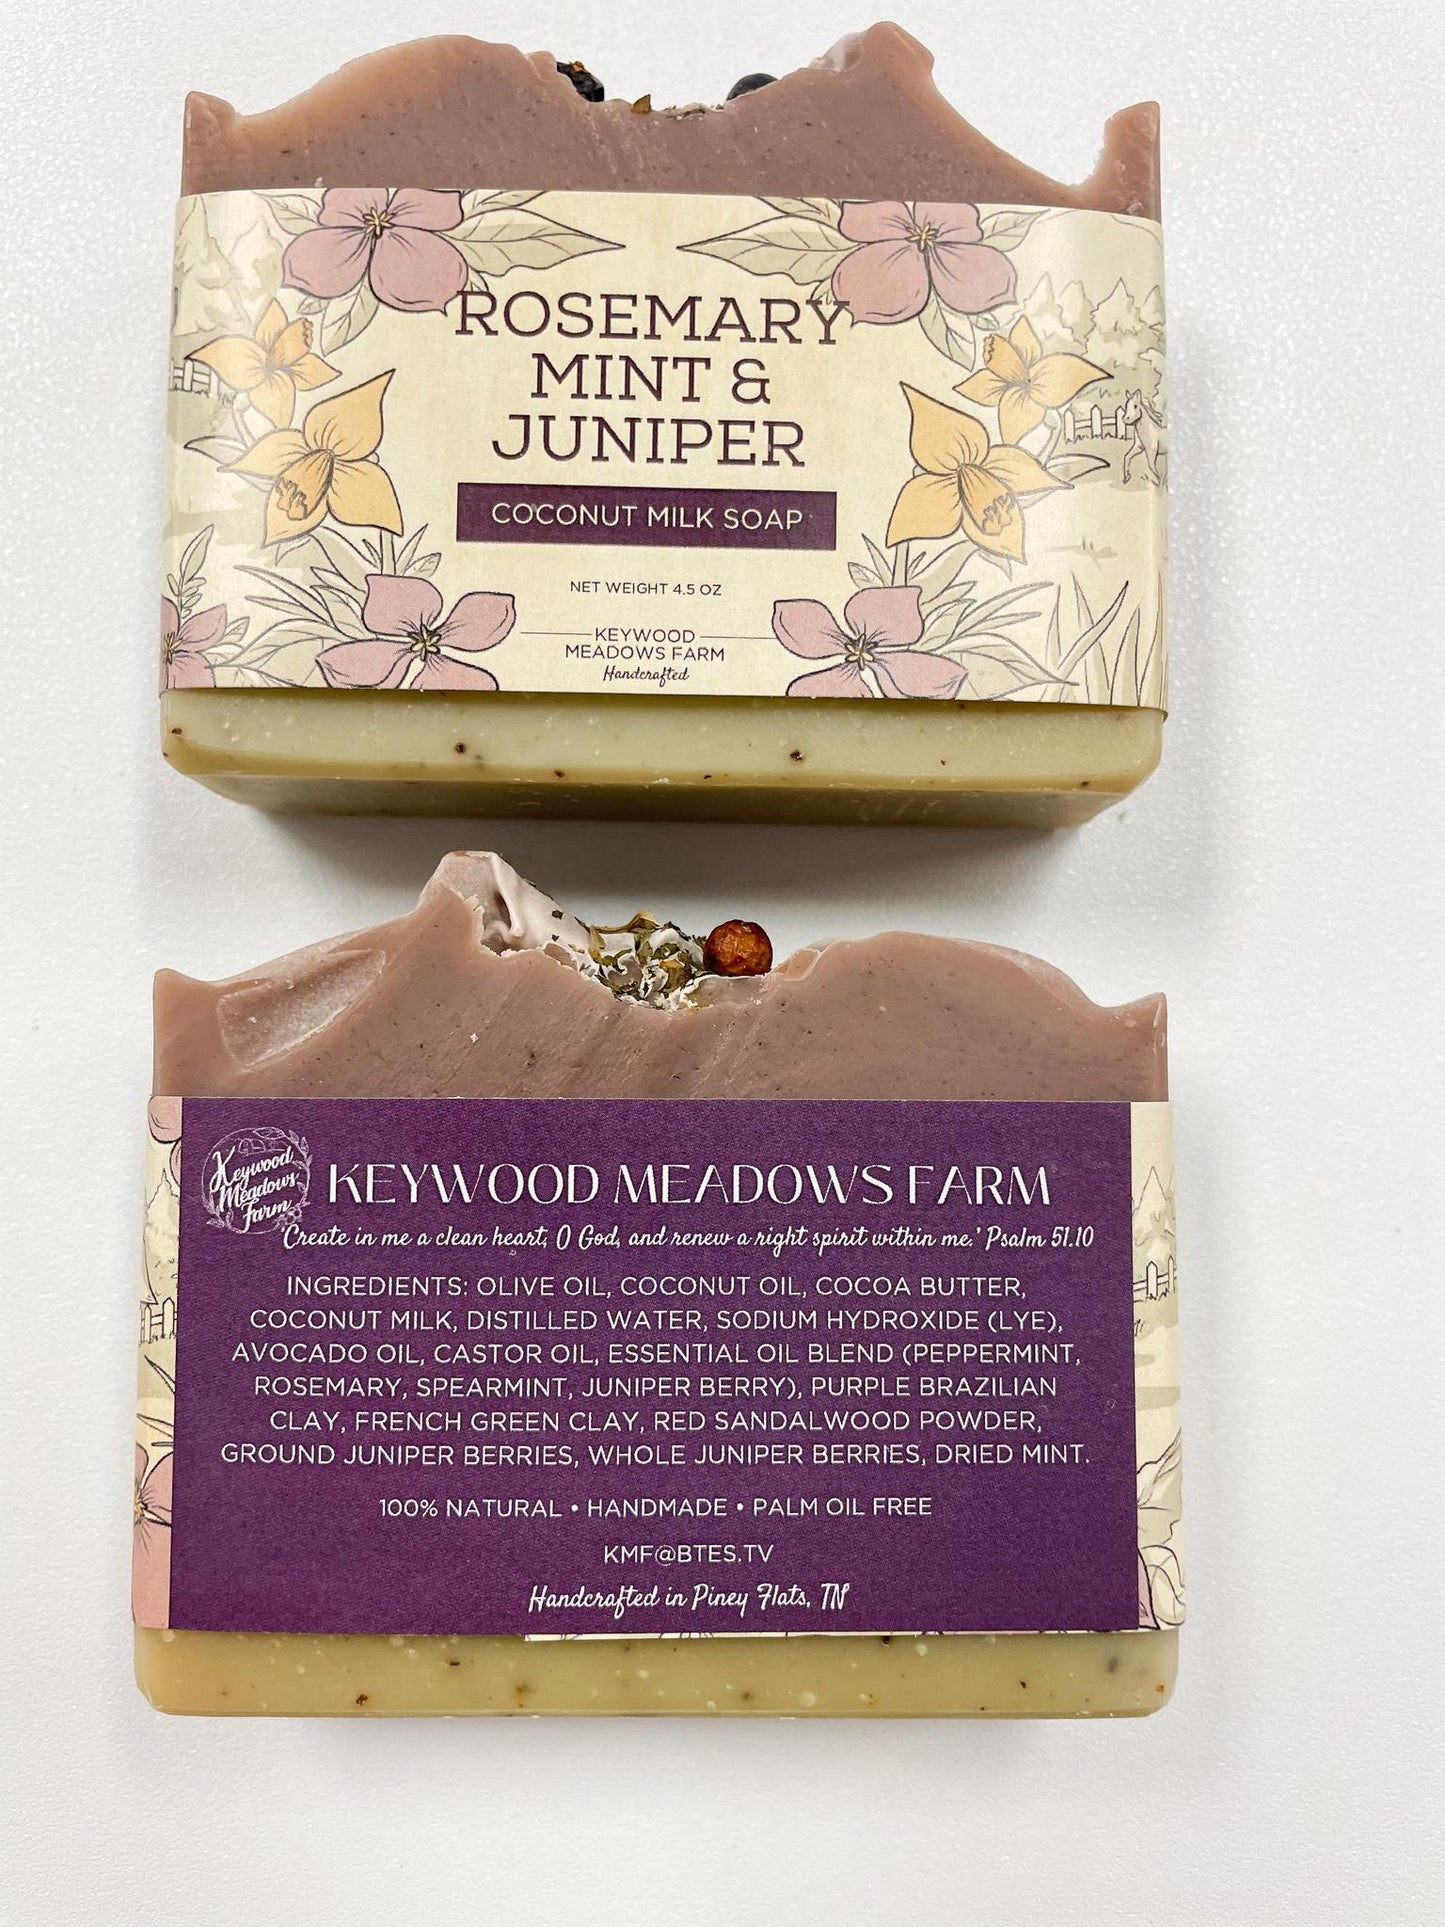 ROSEMARY
MINT &
JUNIPER
COCONUT MILK SOAP
NET WEIGHT 4.5 OZ
KEYWOOD
MEADOWS FARM
Handcrafted
Keywood
Meadows
Farm
KEYWOOD MEADOWS FARM
'Create in me a clean heart, O God, and renew a right spirit within me.' Psalm 51.10
INGREDIENTS: OLIVE OIL, COCONUT OIL, COCOA BUTTER,
COCONUT MILK, DISTILLED WATER, SODIUM HYDROXIDE (LYE),
AVOCADO OIL, CASTOR OIL, ESSENTIAL OIL BLEND (PEPPERMINT,
ROSEMARY, SPEARMINT, JUNIPER BERRY), PURPLE BRAZILIAN
CLAY, FRENCH GREEN CLAY, RED SANDALWOOD POWDER,
GROUND JUNIPER BERRIES, WHOLE JUNIPER BERRIES, DRIED MINT.
100% NATURAL • HANDMADE • PALM OIL FREE
KMF@BTES.TV
Handcrafted in Piney Flats, TN